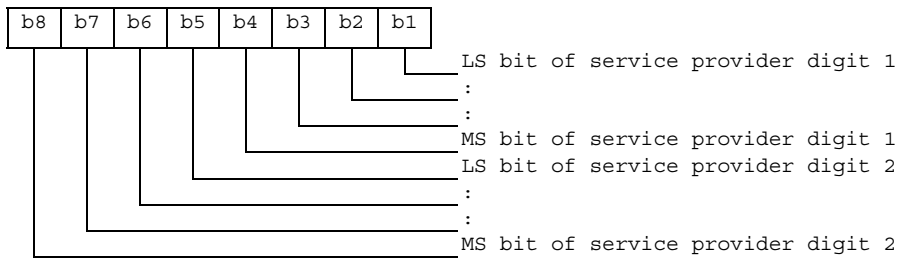 b8 b7 b6 b5 b4 b3 b2 b1
LS bit of service provider digit 1
:
:
MS bit of service provider digit 1
LS bit of service provider digit 2
:
:
MS bit of service provider digit 2